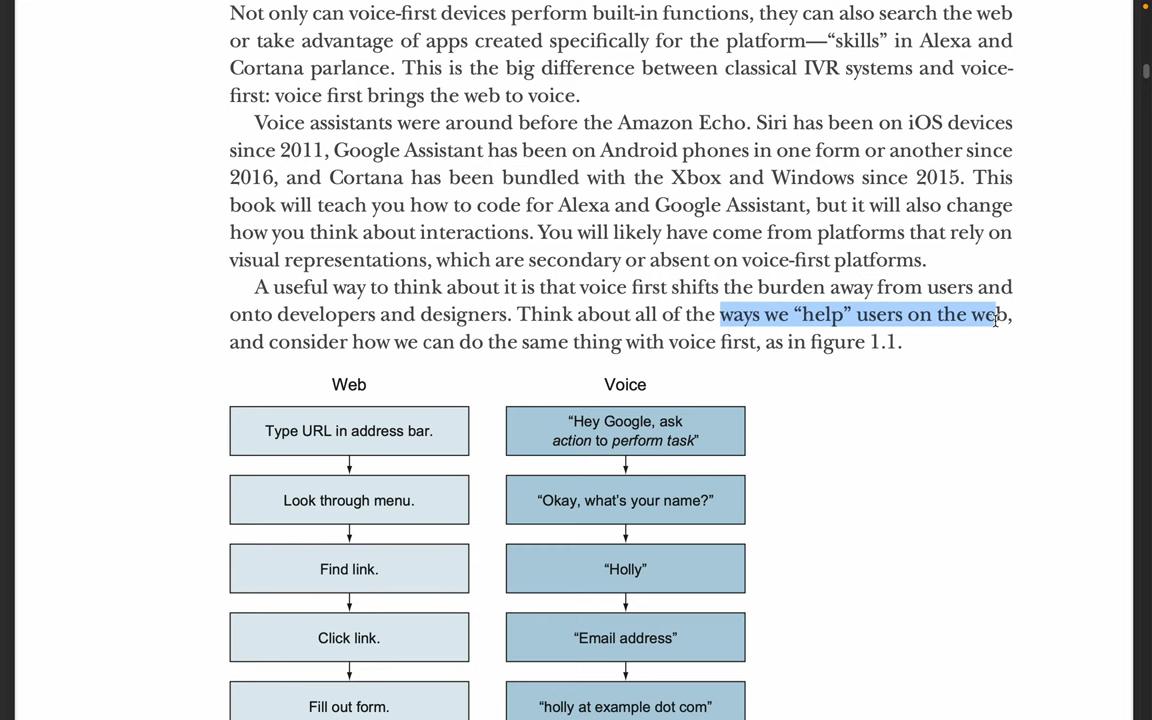 Not only can voice-first devices perform built-in functions, they can also search the web
or take advantage of apps created specifically for the platform—“skills” in Alexa and
Cortana parlance. This is the big difference between classical IVR systems and voice-
first: voice first brings the web to voice.
Voice assistants were around before the Amazon Echo. Siri has been on iOS devices
since 2011, Google Assistant has been on Android phones in one form or another since
2016, and Cortana has been bundled with the Xbox and Windows since 2015. This
book will teach you how to code for Alexa and Google Assistant, but it will also change
how you think about interactions. You will likely have come from platforms that rely on
visual representations, which are secondary or absent on voice-first platforms.
A useful way to think about it is that voice first shifts the burden away from users and
onto developers and designers. Think about all of the ways we “help” users on the web,
and consider how we can do the same thing with voice first, as in figure 1.1.
Web
Type URL in address bar.
Look through menu.
Find link.
Click link.
Fill out form.
Voice
“Hey Google, ask
action to perform task”
“Okay, what’s your name?”
“Holly”
“Email address”
“holly at example dot com”